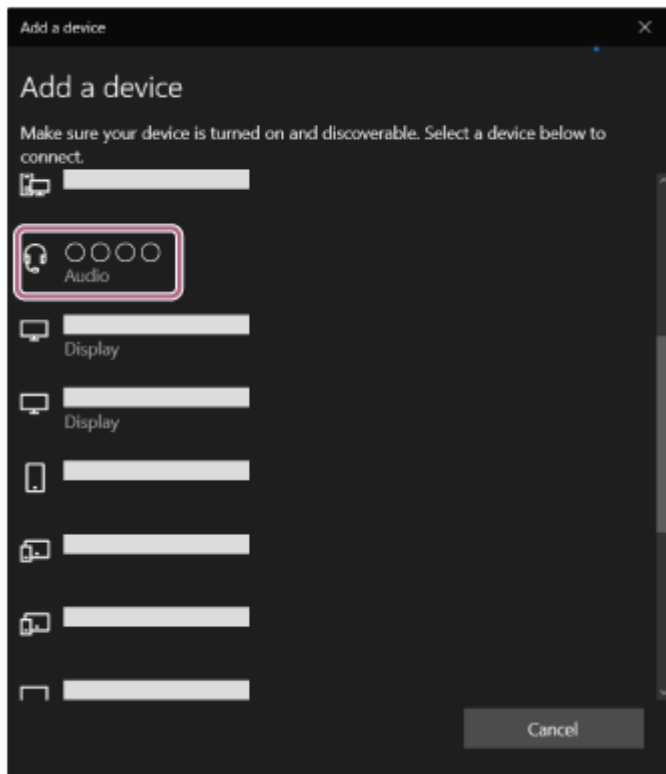 Add a device
Add a device
Make sure your device is turned on and discoverable. Select a device below to
connect.
○○○○
Audio
Display
Display
Cancel